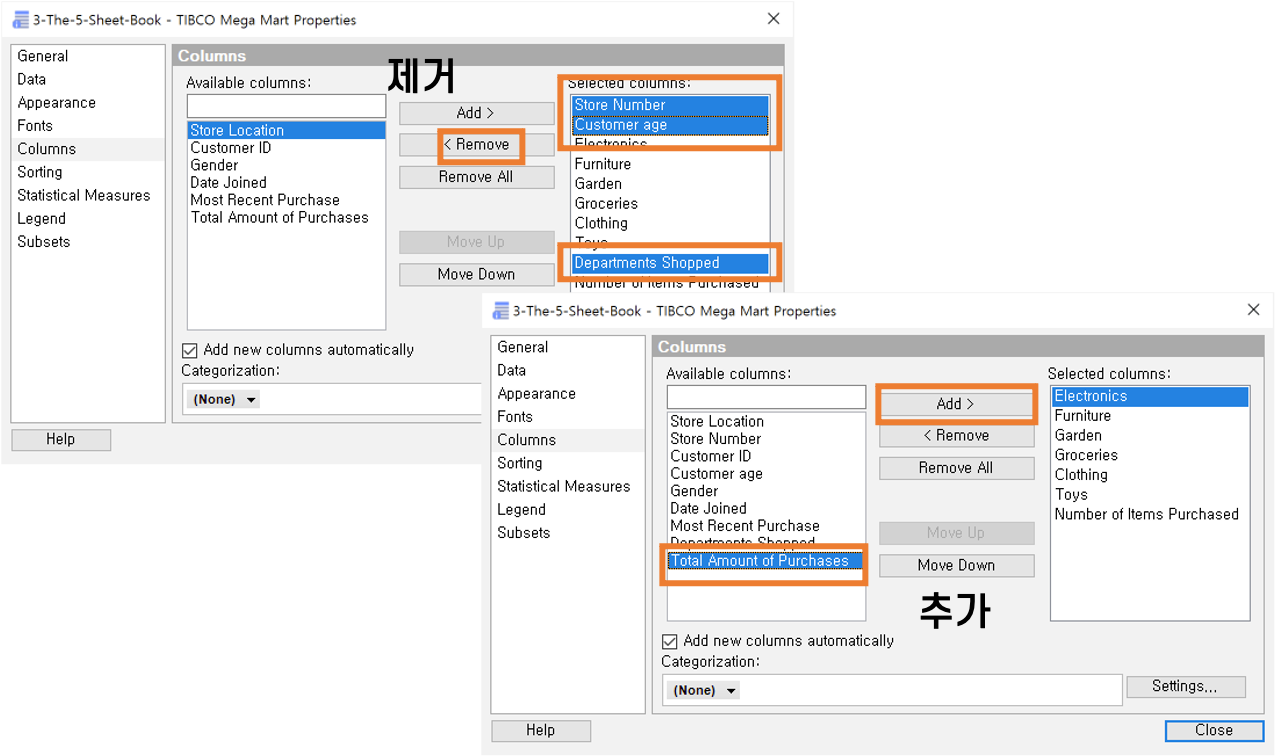 3-The-5-Sheet-Book - TIBCO Mega Mart Properties
General
Data
Appearance
Fonts
Columns
Sorting
Statistical Measures
Legend
Subsets
Help
Columns
Available columns:
Store Location
Customer ID
Gender
Date Joined
Most Recent Purchase
Total Amount of Purchases
제거
Add >
< Remove
Remove All
Move Up
Move Down
Selected columns:
Store Number
Customer age
Electronics
Furniture
Garden
Groceries
Clothing
Toys
Departments Shopped
Number of Items Purchased
Add new columns automatically
Categorization:
(None)
3-The-5-Sheet-Book - TIBCO Mega Mart Properties
General
Data
Appearance
Fonts
Columns
Sorting
Statistical Measures
Legend
Subsets
Help
Columns
Available columns:
Store Location
Store Number
Customer ID
Customer age
Gender
Date Joined
Most Recent Purchase
Departments Shopped
Total Amount of Purchases
Add >
< Remove
Remove All
Move Up
Move Down
추가
Selected columns:
Electronics
Furniture
Garden
Groceries
Clothing
Toys
Number of Items Purchased
Add new columns automatically
Categorization:
(None)
Settings...
Close